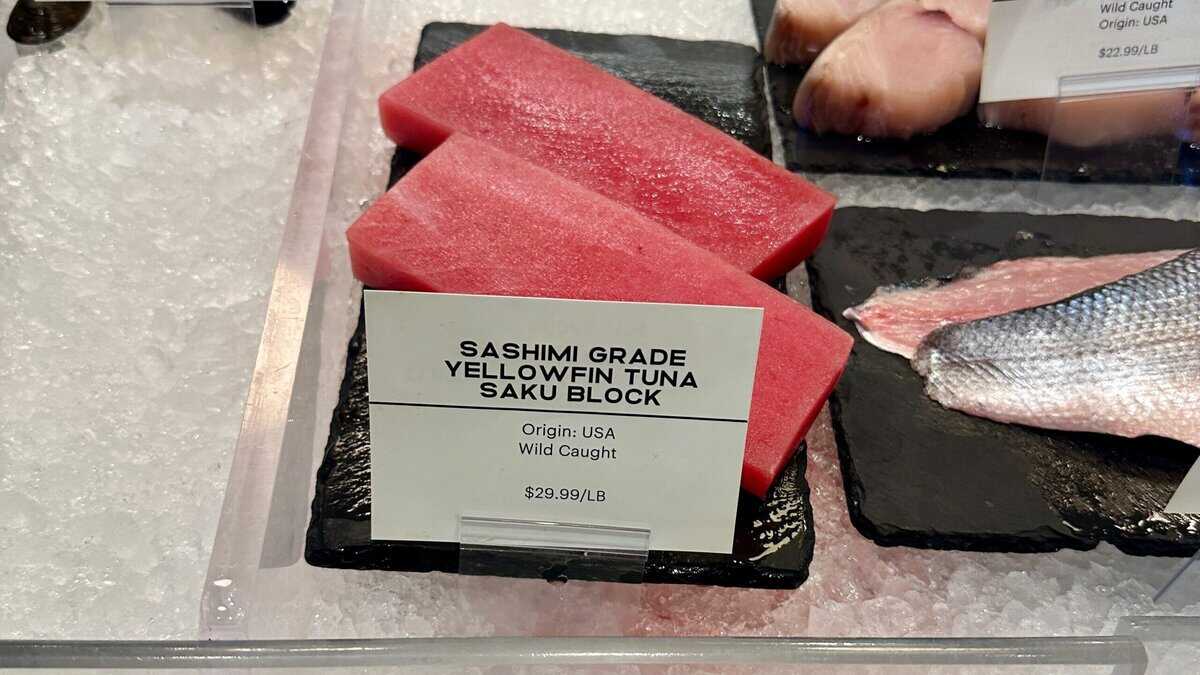 Wild Caught
Origin: USA
$22.99/LB
SASHIMI GRADE
YELLOWFIN TUNA
SAKU BLOCK
Origin: USA
Wild Caught
$29.99/LB